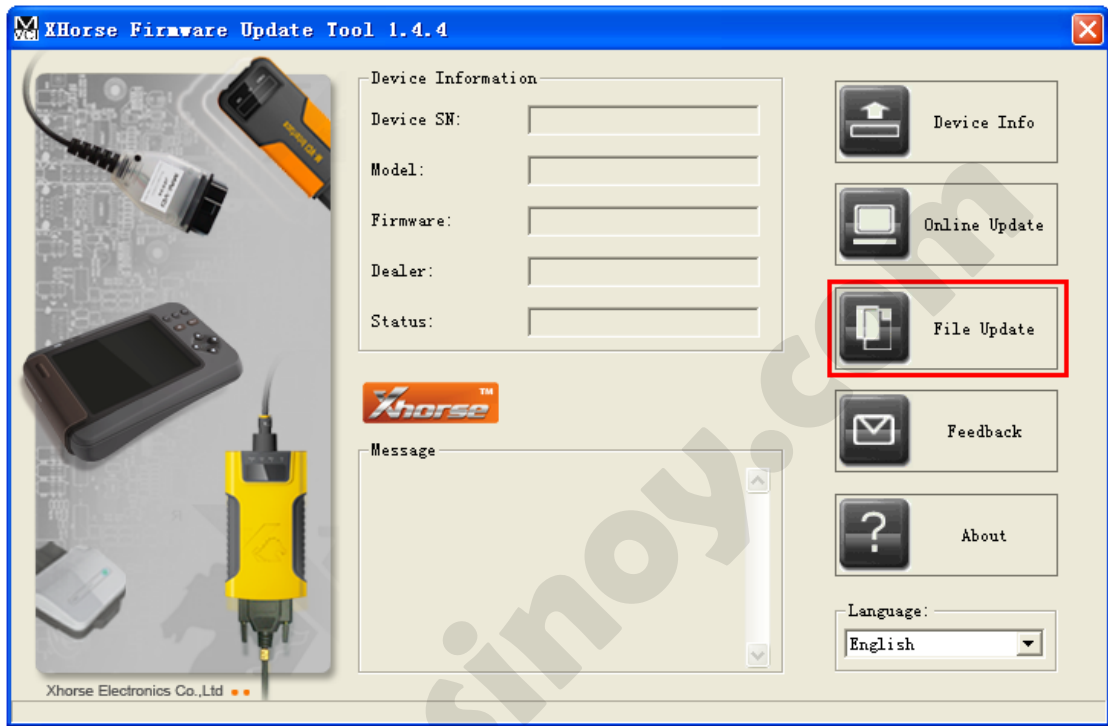 XHorse Firmware Update Tool 1.4.4
Device Information
Device SN:
Model:
Firmware:
Dealer:
Status:
Xhorse™
Message
Device Info
Online Update
File Update
Feedback
About
Language:
English
Xhorse Electronics Co.,Ltd
sinoy.com